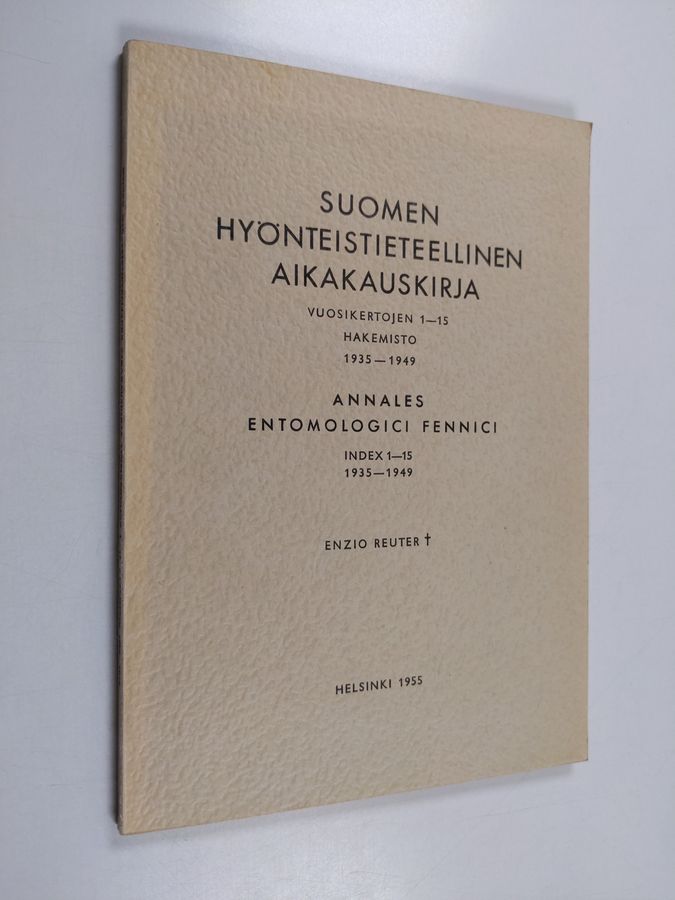 SUOMEN
HYÖNTEISTIETEELLINEN
AIKAKAUSKIRJA
VUOSIKERTOJEN 1—15
HAKEMISTO
1935—1949
ANNALES
ENTOMOLOGICI FENNICI
INDEX 1—15
1935—1949
ENZIO REUTER †
HELSINKI 1955